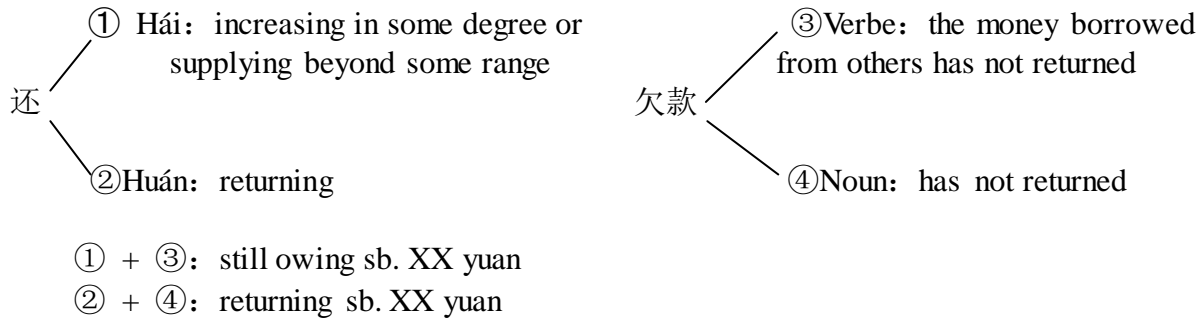 ① Hái：increasing in some degree or
supplying beyond some range
还
②Huán：returning
③Verbe：the money borrowed
from others has not returned
欠款
④Noun：has not returned
① + ③：still owing sb. XX yuan
② + ④：returning sb. XX yuan